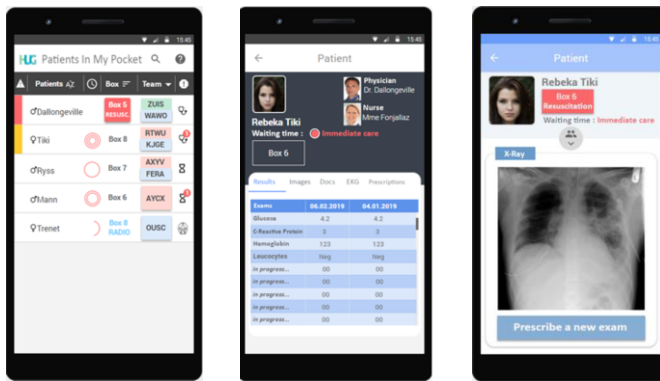 15:45
HUG Patients In My Pocket
Patients Box Team
Dallongeville Box 5 RESUSC. ZUIS WAWO
Tiki Box 8 RTWU KJGE
Ryss Box 7 AXYV FERA
Mann Box 6 AYCX
Trenet Box 8 RADIO OUSC
15:45
Patient
Physician
Dr. Dallongeville
Nurse
Mme Fonjallaz
Rebeka Tiki
Waiting time : Immediate care
Box 6
Results Images Docs EKG Prescriptions
Exams 06.02.2019 04.01.2019
Glucose 4.2 4.2
C-Reactive Protein 3 3
Hemoglobin 123 123
Leucocytes Neg Neg
in progress... 00 00
in progress... 00 00
in progress... 00 00
in progress... 00 00
in progress... 00 00
15:45
Patient
Rebeka Tiki
Box 6
Resuscitation
Waiting time : Immediate care
X-Ray
Prescribe a new exam